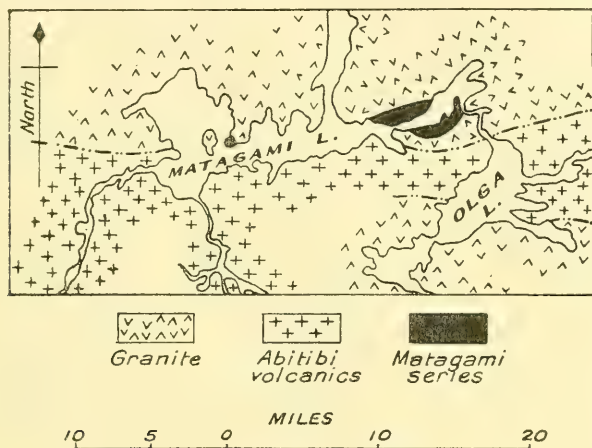 North
MATAGAMI L.
OLGA
L.
Granite
Abitibi
volcanics
Matagami
series
MILES
10 5 0 10 20